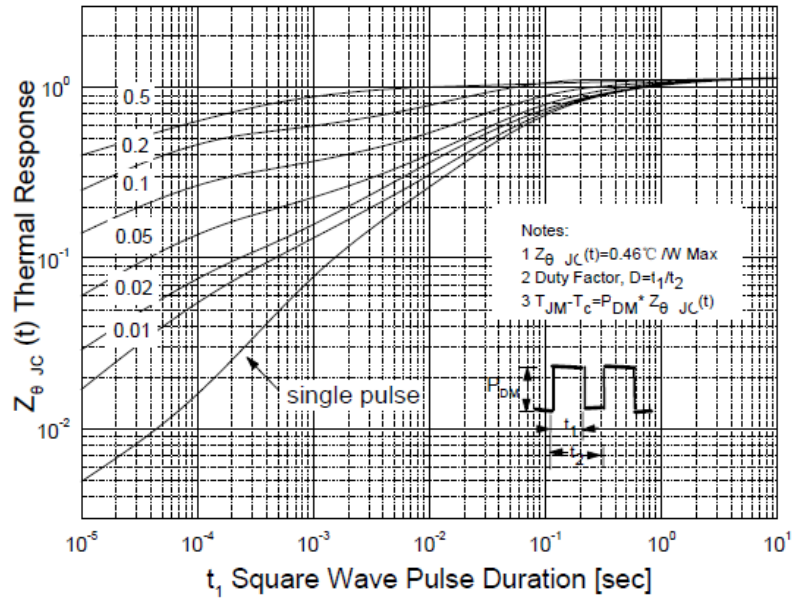 Z θ JC (t) Thermal Response
10⁰
10⁻¹
10⁻²
0.5
0.2
0.1
0.05
0.02
0.01
single pulse
Notes:
1 Zθ JC(t)=0.46℃ /W Max
2 Duty Factor, D=t₁/t₂
3 TJM-Tc=PDM* Zθ JC(t)
PDM
t₁
t₂
10⁻⁵ 10⁻⁴ 10⁻³ 10⁻² 10⁻¹ 10⁰ 10¹
t₁ Square Wave Pulse Duration [sec]